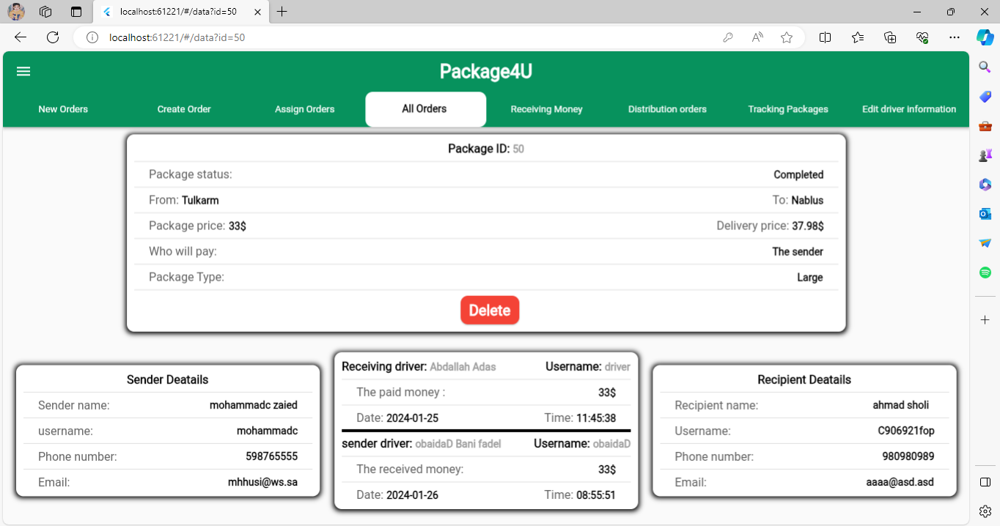 localhost:61221/#/data?id=50
localhost:61221/#/data?id=50
Package4U
New Orders Create Order Assign Orders All Orders Receiving Money Distribution orders Tracking Packages Edit driver information
Package ID: 50
Package status: Completed
From: Tulkarm To: Nablus
Package price: 33$ Delivery price: 37.98$
Who will pay: The sender
Package Type: Large
Delete
Sender Deatails
Sender name: mohammadc zaied
username: mohammadc
Phone number: 598765555
Email: mhhusi@ws.sa
Receiving driver: Abdallah Adas Username: driver
The paid money : 33$
Date: 2024-01-25 Time: 11:45:38
sender driver: obaidaD Bani fadel Username: obaidaD
The received money: 33$
Date: 2024-01-26 Time: 08:55:51
Recipient Deatails
Recipient name: ahmad sholi
Username: C906921fop
Phone number: 980980989
Email: aaaa@asd.asd